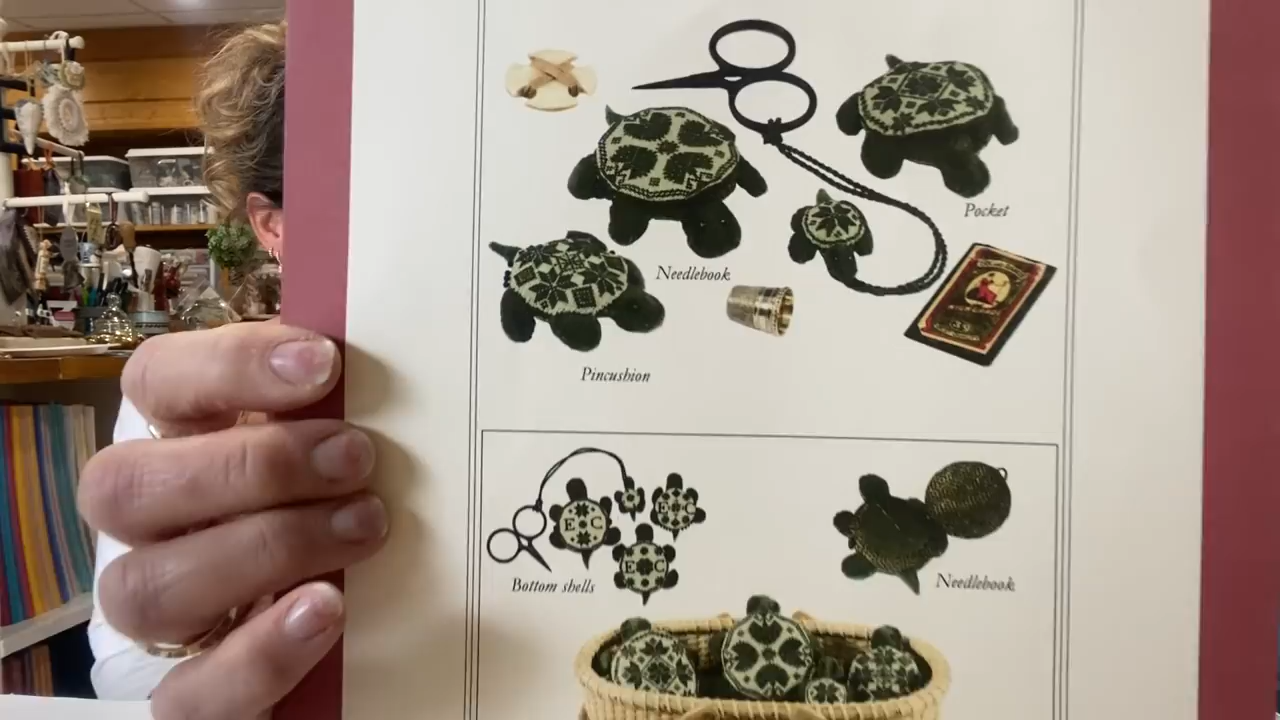 Pocket
Needlebook
Pincushion
E C
E C
E C
Bottom shells
Needlebook